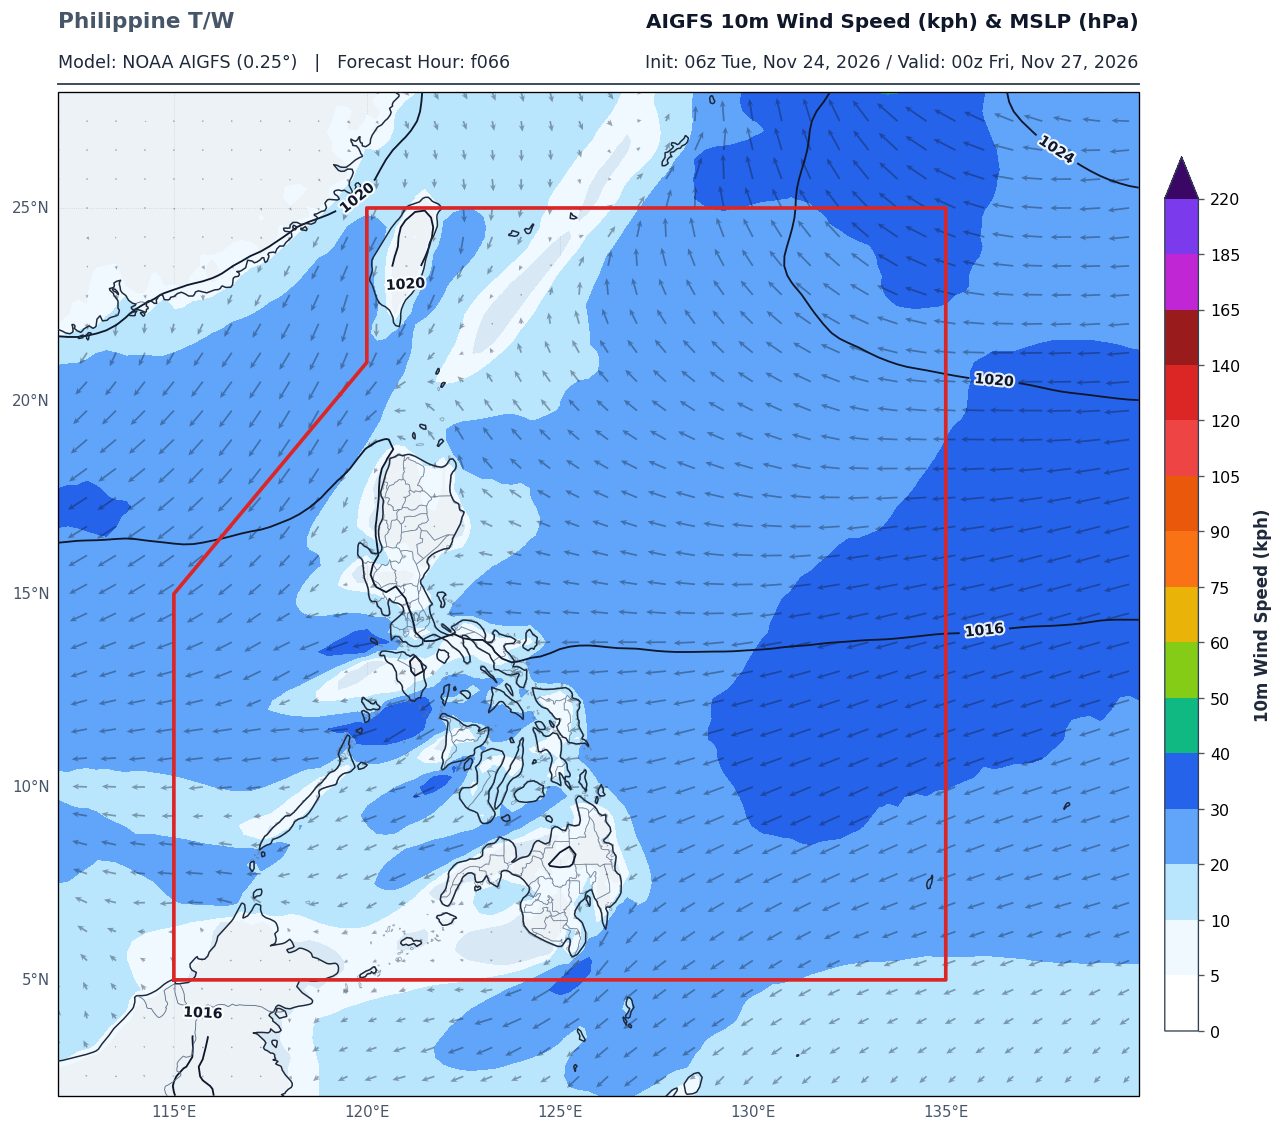 Philippine T/W
AIGFS 10m Wind Speed (kph) & MSLP (hPa)
Model: NOAA AIGFS (0.25°)   |   Forecast Hour: f066
Init: 06z Tue, Nov 24, 2026 / Valid: 00z Fri, Nov 27, 2026
1024
1020
1020
1020
1016
1016
25°N
20°N
15°N
10°N
5°N
115°E
120°E
125°E
130°E
135°E
220
185
165
140
120
105
90
75
60
50
40
30
20
10
5
0
10m Wind Speed (kph)